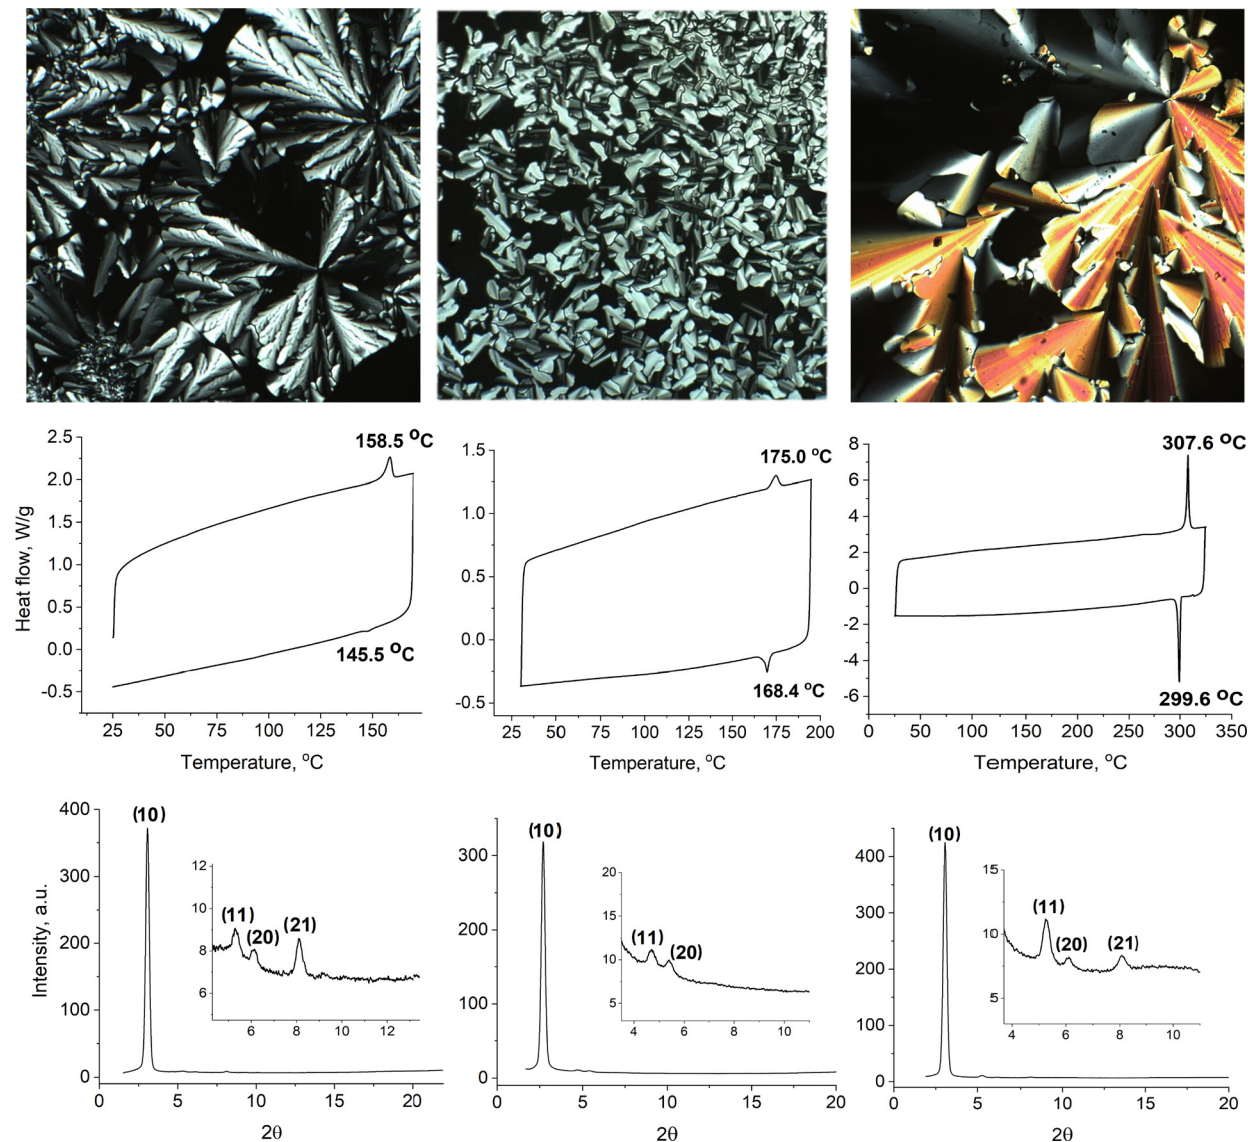 2.5
2.0
1.5
1.0
0.5
0.0
-0.5
Heat flow, W/g
158.5 °C
145.5 °C
25 50 75 100 125 150
Temperature, °C
1.5
1.0
0.5
0.0
-0.5
175.0 °C
168.4 °C
25 50 75 100 125 150 175 200
Temperature, °C
8
6
4
2
0
-2
-4
-6
307.6 °C
299.6 °C
0 50 100 150 200 250 300 350
Temperature, °C
400
350
300
250
200
150
100
50
0
Intensity, a.u.
(10)
12
10
8
6
(11) (20) (21)
6 8 10 12
0 5 10 15 20
2θ
300
200
100
0
(10)
20
15
10
5
(11) (20)
4 6 8 10
0 5 10 15 20
2θ
400
300
200
100
0
(10)
15
10
5
(11) (20) (21)
4 6 8 10
0 5 10 15 20
2θ